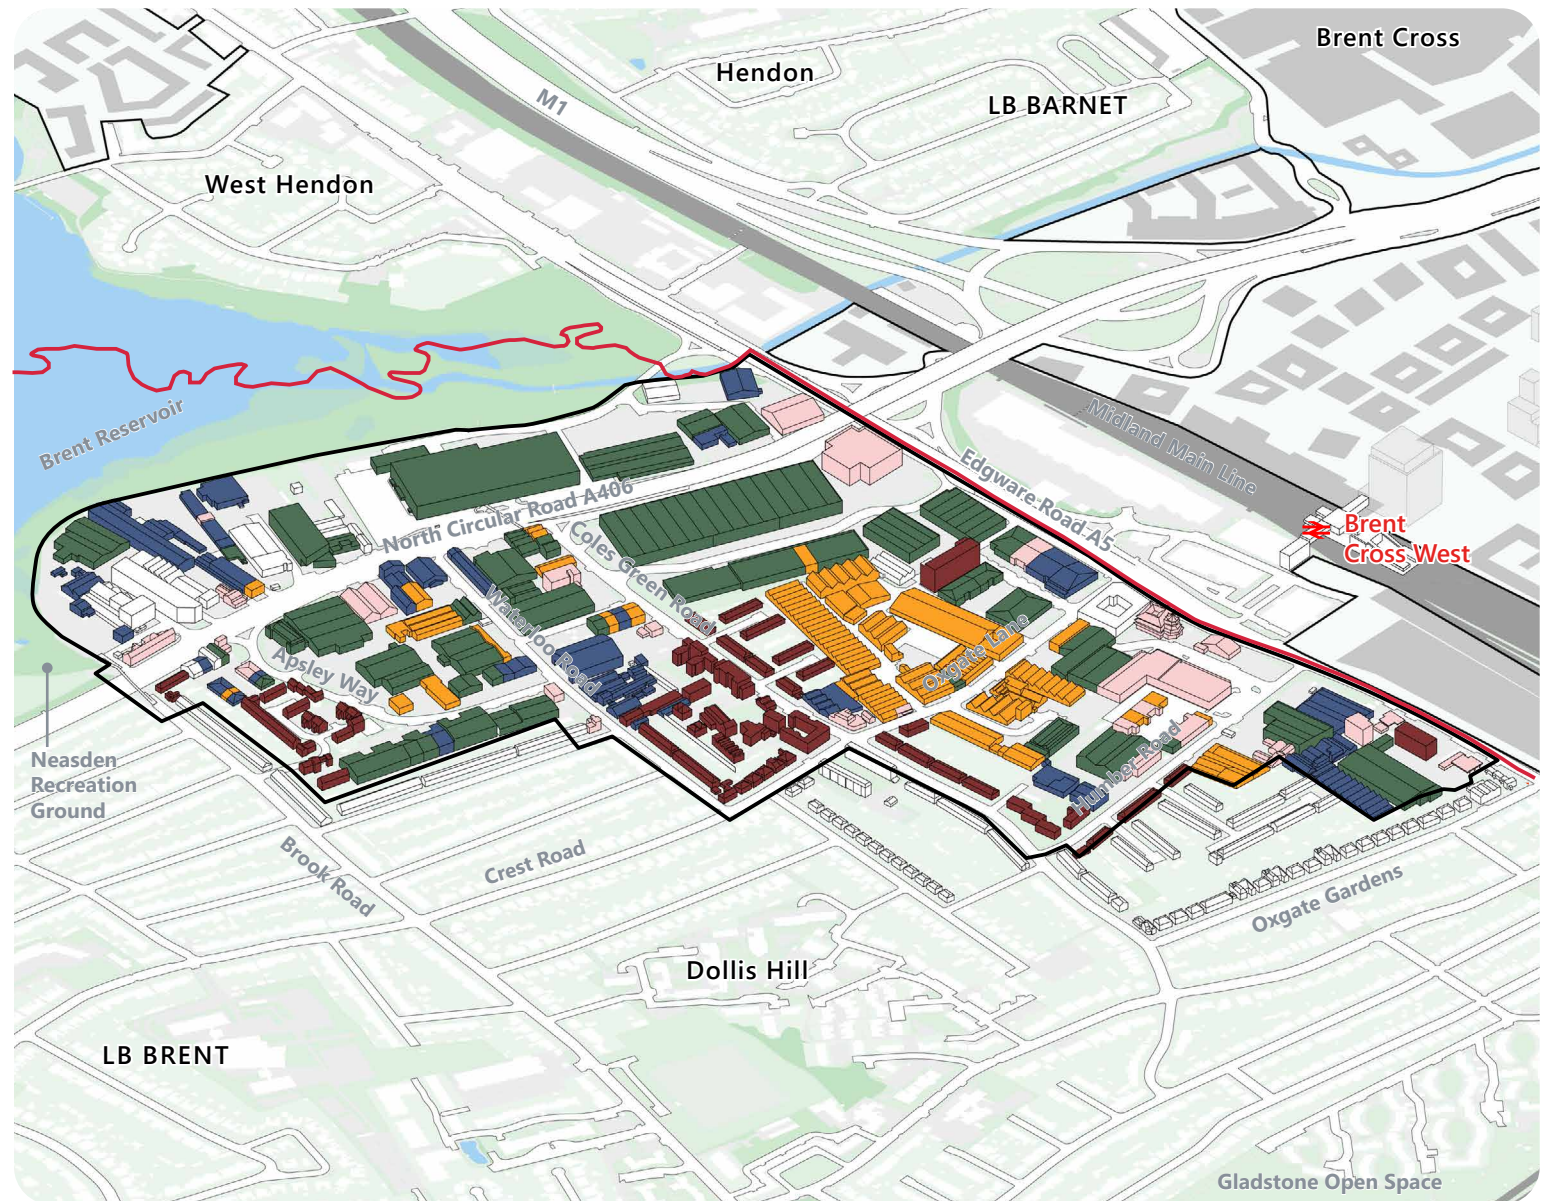 Brent Cross
Hendon
LB BARNET
M1
West Hendon
Brent Reservoir
Midland Main Line
Edgware Road A5
North Circular Road A406
Brent
Cross West
Coles Green Road
Waterloo Road
Oxgate Lane
Apsley Way
Humber Road
Neasden
Recreation
Ground
Brook Road
Crest Road
Oxgate Gardens
Dollis Hill
LB BRENT
Gladstone Open Space